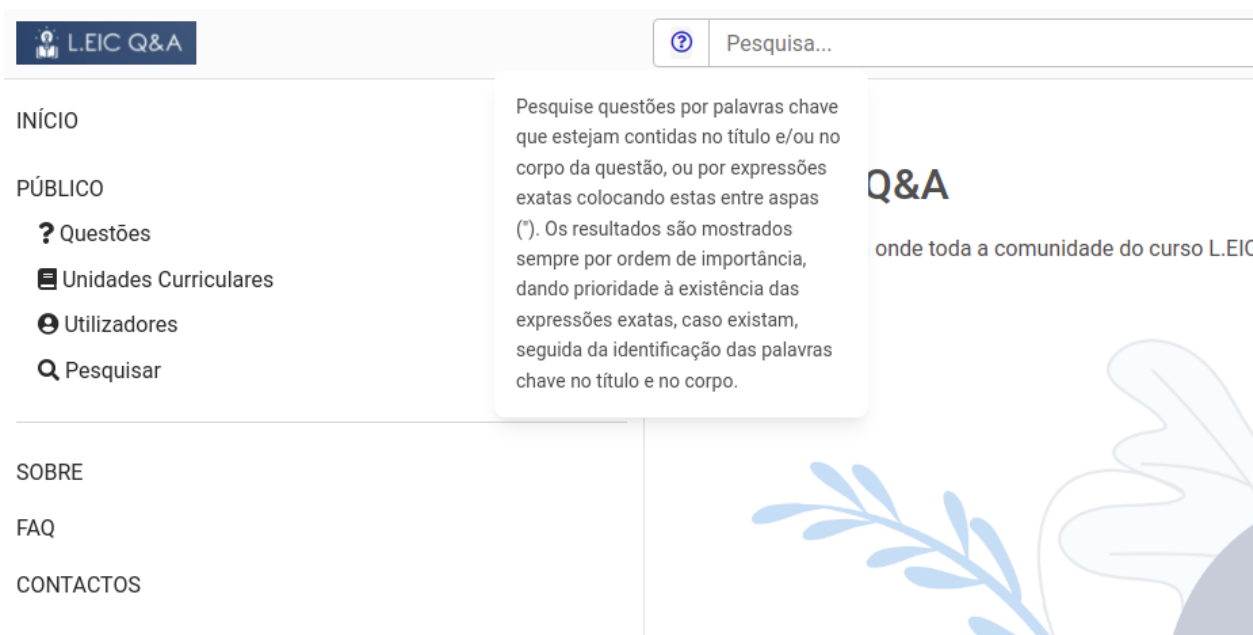 L.EIC Q&A
Pesquisa...
INÍCIO
PÚBLICO
Questões
Unidades Curriculares
Utilizadores
Pesquisar
SOBRE
FAQ
CONTACTOS
Pesquise questões por palavras chave
que estejam contidas no título e/ou no
corpo da questão, ou por expressões
exatas colocando estas entre aspas
("). Os resultados são mostrados
sempre por ordem de importância,
dando prioridade à existência das
expressões exatas, caso existam,
seguida da identificação das palavras
chave no título e no corpo.
Q&A
onde toda a comunidade do curso L.EIC